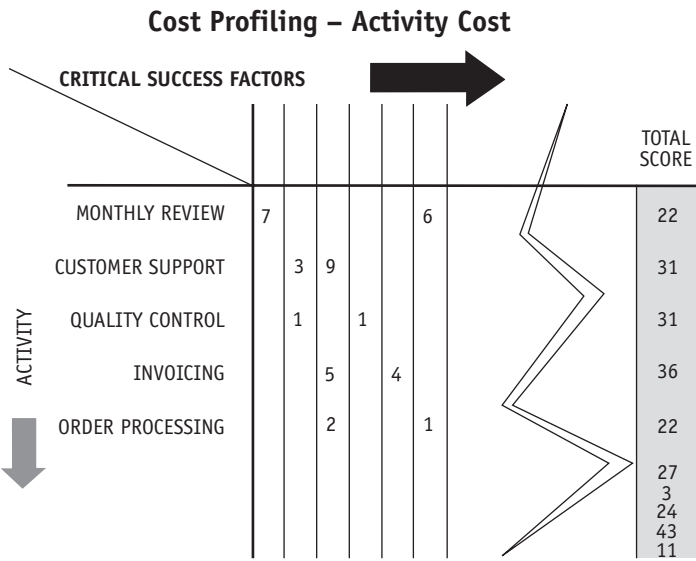 Cost Profiling – Activity Cost
CRITICAL SUCCESS FACTORS
TOTAL
SCORE
MONTHLY REVIEW 7 6 22
CUSTOMER SUPPORT 3 9 31
QUALITY CONTROL 1 1 31
INVOICING 5 4 36
ORDER PROCESSING 2 1 22
27
3
24
43
11
ACTIVITY